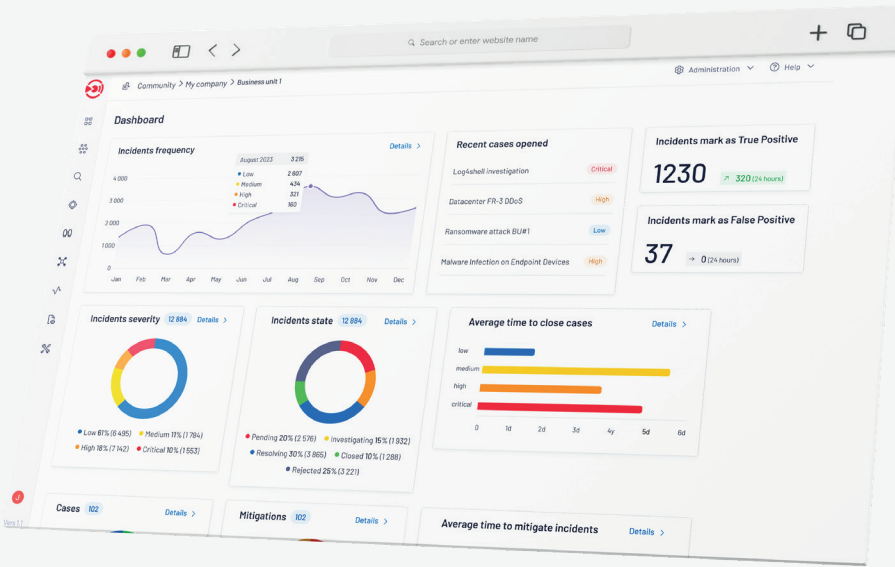 Search or enter website name
Community > My company > Business unit 1
Administration
Help
Dashboard
Incidents frequency
Details >
August 2023 3 215
Low 2 607
Medium 434
High 321
Critical 160
4 000
3 000
2 000
1 000
0
Jan Feb Mar Apr May Jun Jul Aug Sep Oct Nov Dec
Recent cases opened
Log4shell investigation Critical
Datacenter FR-3 DDoS High
Ransomware attack BU#1 Low
Malware Infection on Endpoint Devices High
Incidents mark as True Positive
1230 320 (24 hours)
Incidents mark as False Positive
37 0 (24 hours)
Incidents severity 12 884 Details >
Low 61% (6 495) Medium 11% (1 784)
High 18% (7 142) Critical 10% (1 553)
Incidents state 12 884 Details >
Pending 20% (2 576) Investigating 15% (1 932)
Resolving 30% (3 865) Closed 10% (1 288)
Rejected 25% (3 221)
Average time to close cases Details >
low
medium
high
critical
0 1d 2d 3d 4y 5d 6d
J
Vers 1.1
Cases 102 Details >
Mitigations 102 Details >
Average time to mitigate incidents Details >